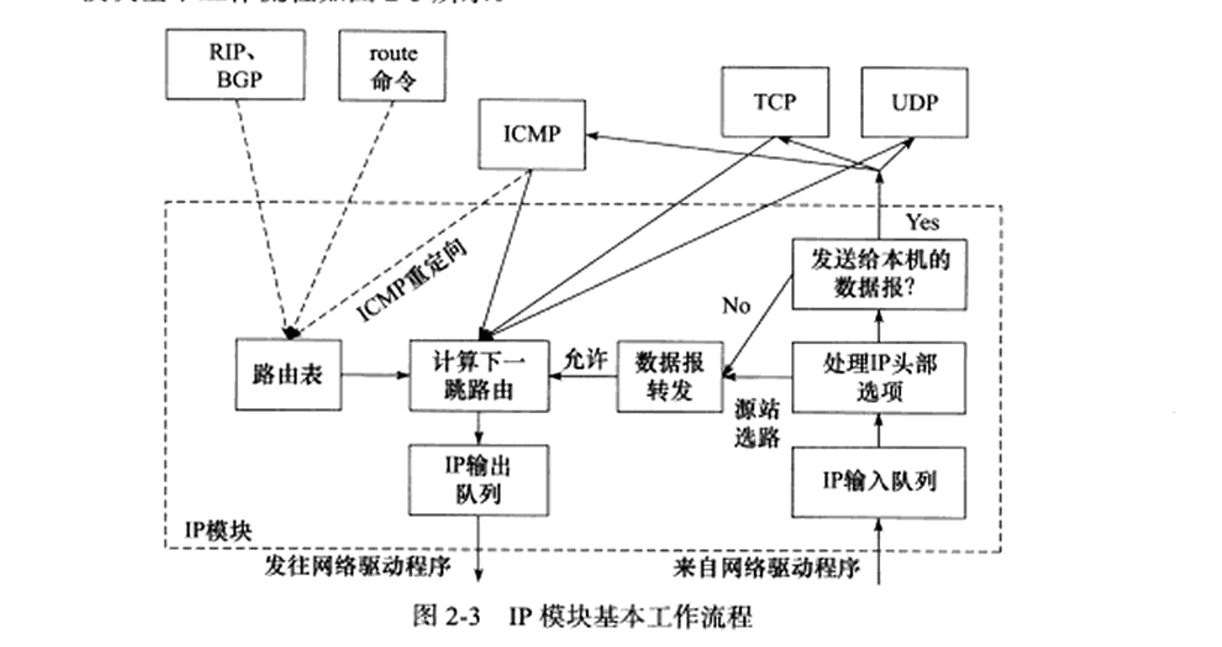 RIP、
BGP
route
命令
ICMP
TCP
UDP
Yes
发送给本机的
数据报?
No
ICMP重定向
路由表
计算下一
跳路由
允许
数据报
转发
处理IP头部
选项
源站
选路
IP输出
队列
IP输入队列
IP模块
发往网络驱动程序
来自网络驱动程序
图 2-3 IP 模块基本工作流程